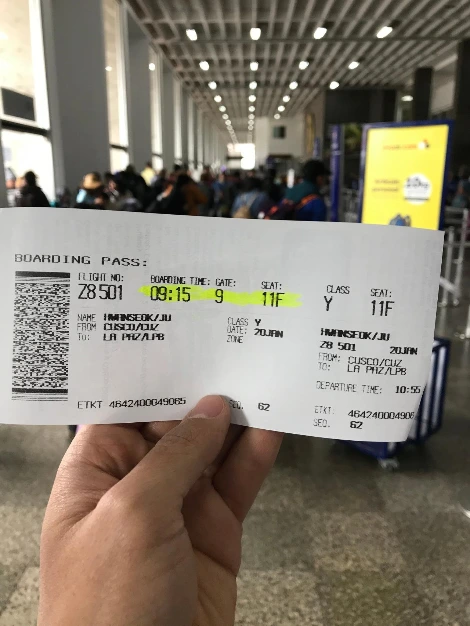 BOARDING PASS:
FLIGHT NO: BOARDING TIME: GATE: SEAT:
Z8 501 09:15 9 11F
NAME HWANSEOK/JU
FROM CUSCO/CUZ
TO: LA PAZ/LPB
CLASS Y
DATE: 20JAN
ZONE
ETKT 4642400049065 SEQ. 62
CLASS SEAT:
Y 11F
HWANSEOK/JU
Z8 501 20JAN
FROM: CUSCO/CUZ
TO: LA PAZ/LPB
DEPARTURE TIME: 10:55
ETKT. 464240004906
SEQ. 62